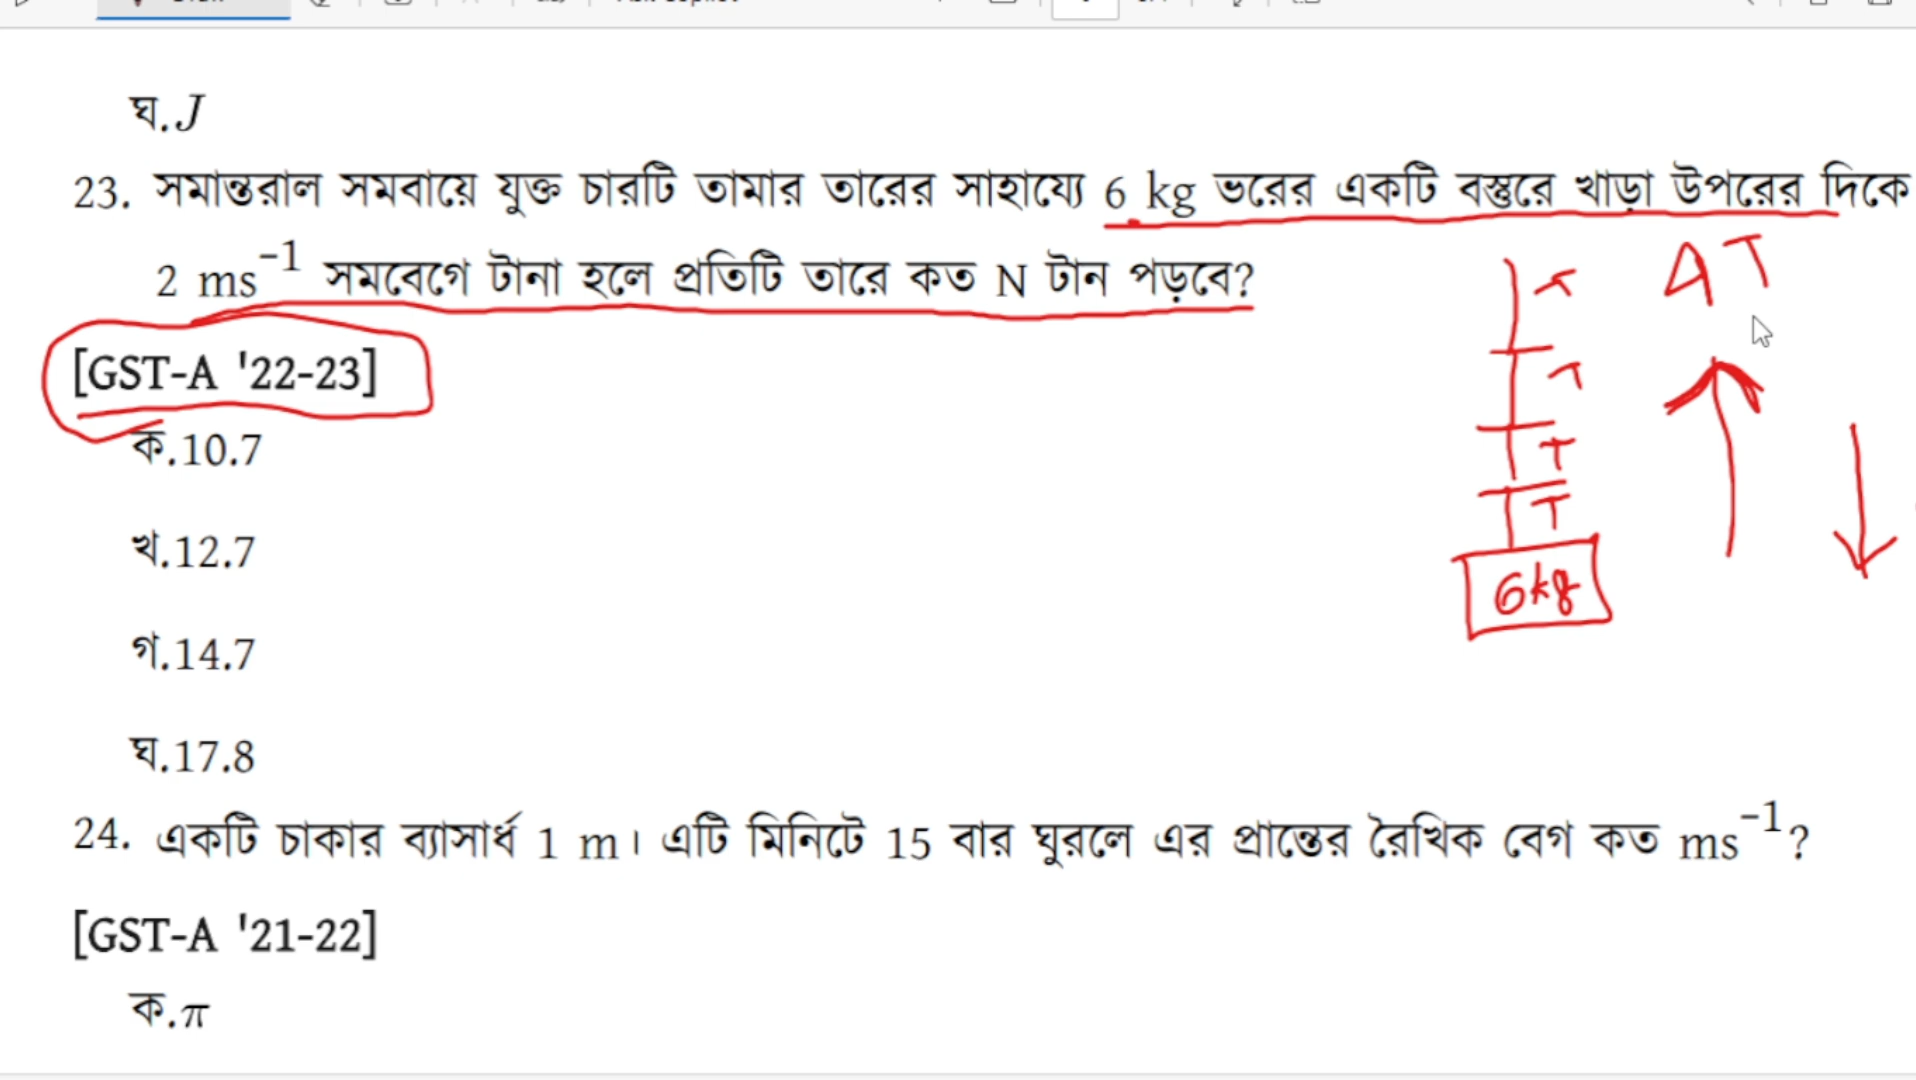 ঘ.J
23. সমান্তরাল সমবায়ে যুক্ত চারটি তামার তারের সাহায্যে 6 kg ভরের একটি বস্তুরে খাড়া উপরের দিকে
2 ms⁻¹ সমবেগে টানা হলে প্রতিটি তারে কত N টান পড়বে?
T 4T
[GST-A '22-23]
T
ক.10.7
T
T
খ.12.7
6kg
গ.14.7
ঘ.17.8
24. একটি চাকার ব্যাসার্ধ 1 m। এটি মিনিটে 15 বার ঘুরলে এর প্রান্তের রৈখিক বেগ কত ms⁻¹?
[GST-A '21-22]
ক.π